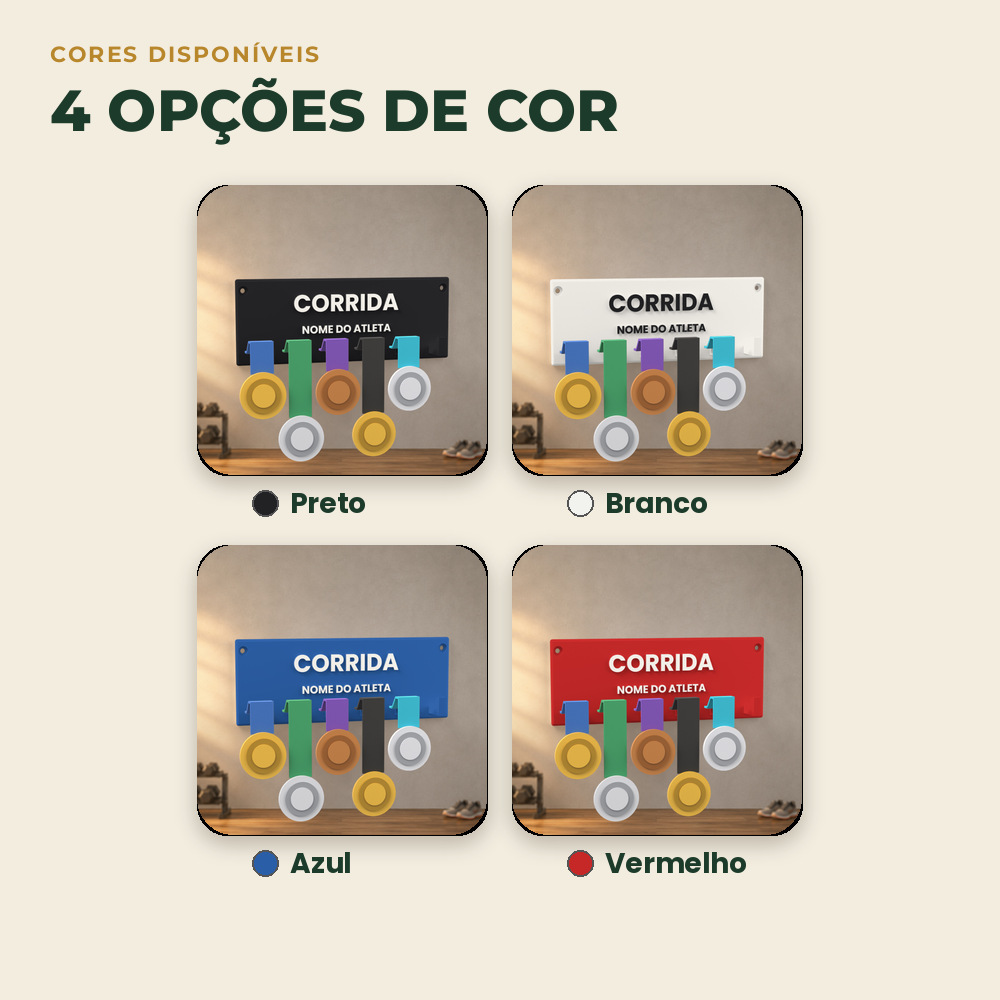 CORES DISPONÍVEIS
4 OPÇÕES DE COR
CORRIDA
NOME DO ATLETA
CORRIDA
NOME DO ATLETA
Preto
Branco
CORRIDA
NOME DO ATLETA
CORRIDA
NOME DO ATLETA
Azul
Vermelho